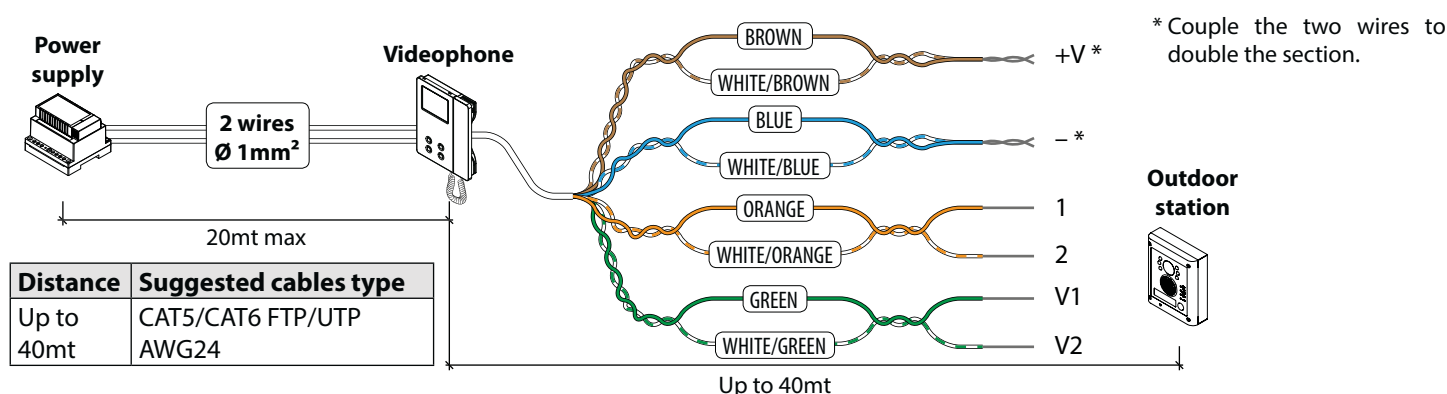 * Couple the two wires to
double the section.
Power
supply
Videophone
2 wires
Ø 1mm²
20mt max
BROWN
WHITE/BROWN
+V *
BLUE
WHITE/BLUE
– *
ORANGE
1
WHITE/ORANGE
2
GREEN
V1
WHITE/GREEN
V2
Outdoor
station
Up to 40mt
Distance Suggested cables type
Up to CAT5/CAT6 FTP/UTP
40mt AWG24